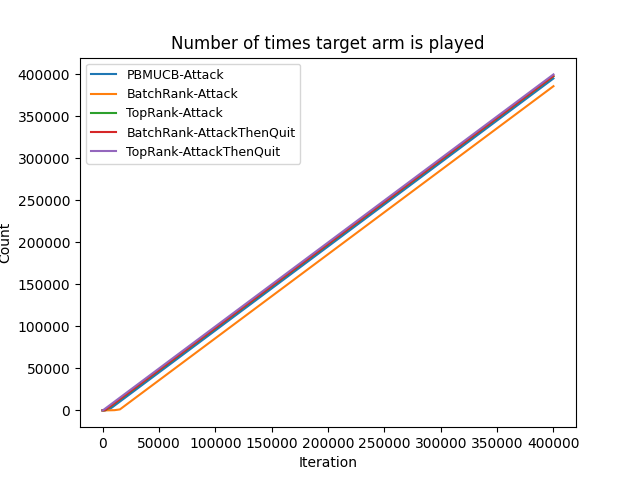 Number of times target arm is played
400000
350000
300000
250000
200000
150000
100000
50000
0
Count
PBMUCB-Attack
BatchRank-Attack
TopRank-Attack
BatchRank-AttackThenQuit
TopRank-AttackThenQuit
0 50000 100000 150000 200000 250000 300000 350000 400000
Iteration